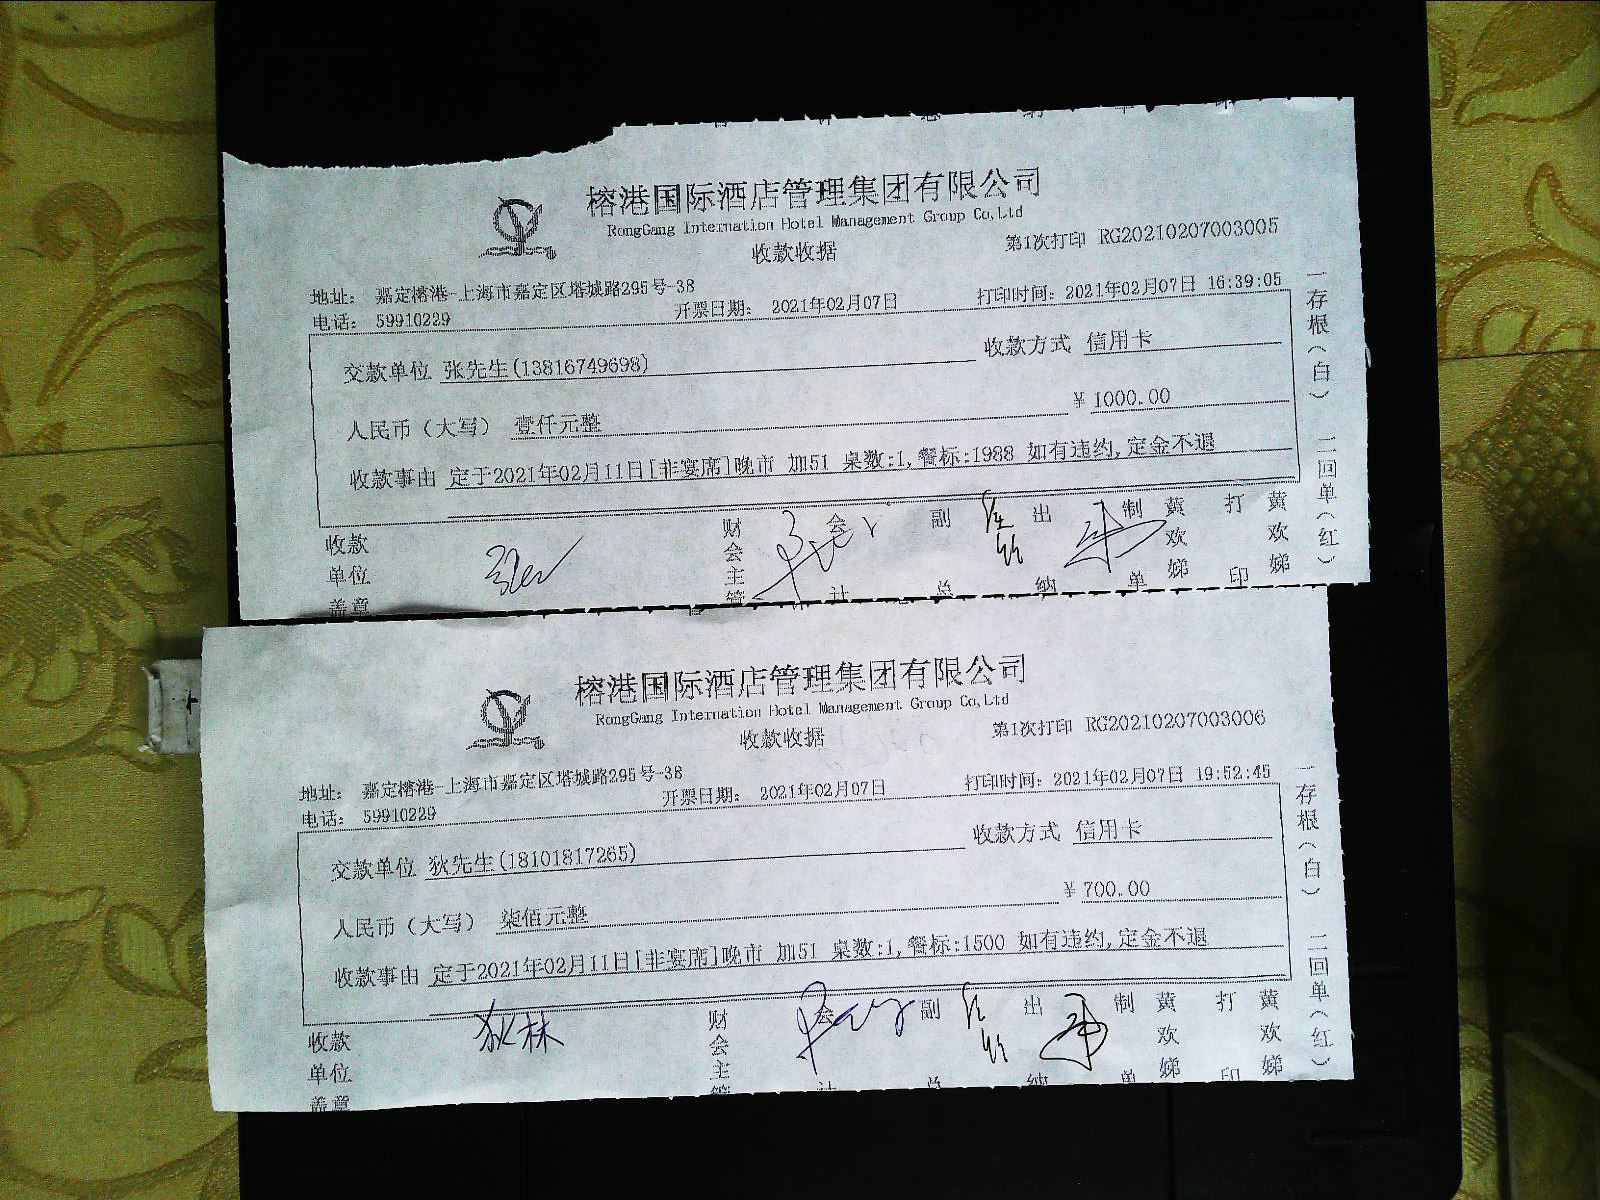 榕港国际酒店管理集团有限公司
RongGang Internation Hotel Management Group Co,Ltd
收款收据
第1次打印 RG20210207003005
地址: 嘉定榕港-上海市嘉定区塔城路295号-38
电话: 59910229
开票日期: 2021年02月07日
打印时间: 2021年02月07日 16:39:05
交款单位 张先生(13816749698)
收款方式 信用卡
人民币(大写) 壹仟元整
¥ 1000.00
收款事由 定于2021年02月11日[非宴席]晚市 加51 桌数:1,餐标:1988 如有违约,定金不退
收款单位盖章
财会主管
会计
副总
出纳
制单 黄欢娣
打印 黄欢娣
一存根(白) 二回单(红)
榕港国际酒店管理集团有限公司
RongGang Internation Hotel Management Group Co,Ltd
收款收据
第1次打印 RG20210207003006
地址: 嘉定榕港-上海市嘉定区塔城路295号-38
电话: 59910229
开票日期: 2021年02月07日
打印时间: 2021年02月07日 19:52:45
交款单位 狄先生(18101817265)
收款方式 信用卡
人民币(大写) 柒佰元整
¥ 700.00
收款事由 定于2021年02月11日[非宴席]晚市 加51 桌数:1,餐标:1500 如有违约,定金不退
收款单位盖章 狄林
财会主管
会计
副总
出纳
制单 黄欢娣
打印 黄欢娣
一存根(白) 二回单(红)